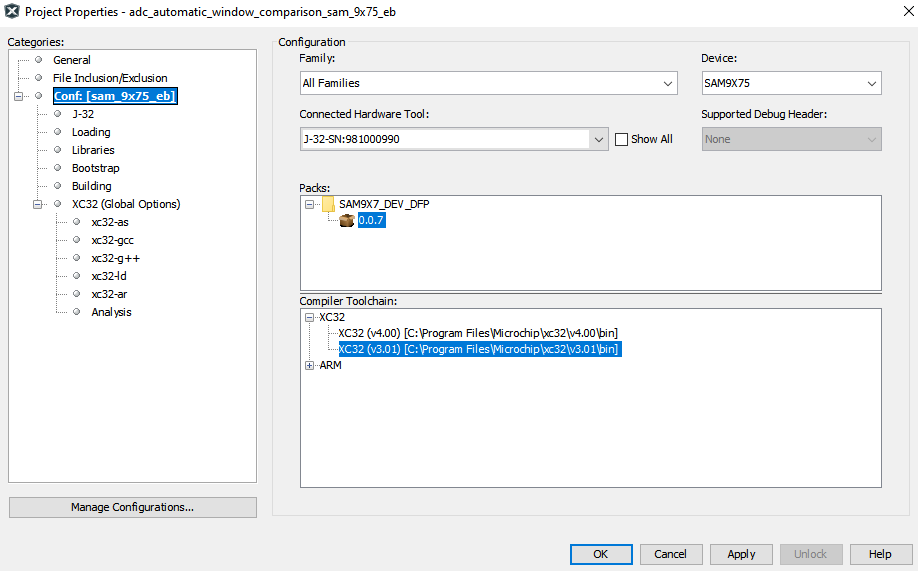 Project Properties - adc_automatic_window_comparison_sam_9x75_eb
Categories:
General
File Inclusion/Exclusion
Conf: [sam_9x75_eb]
J-32
Loading
Libraries
Bootstrap
Building
XC32 (Global Options)
xc32-as
xc32-gcc
xc32-g++
xc32-ld
xc32-ar
Analysis
Manage Configurations...
Configuration
Family:
Device:
All Families
SAM9X75
Connected Hardware Tool:
Supported Debug Header:
J-32-SN:981000990
Show All
None
Packs:
SAM9X7_DEV_DFP
0.0.7
Compiler Toolchain:
XC32
XC32 (v4.00) [C:\Program Files\Microchip\xc32\v4.00\bin]
XC32 (v3.01) [C:\Program Files\Microchip\xc32\v3.01\bin]
ARM
OK
Cancel
Apply
Unlock
Help